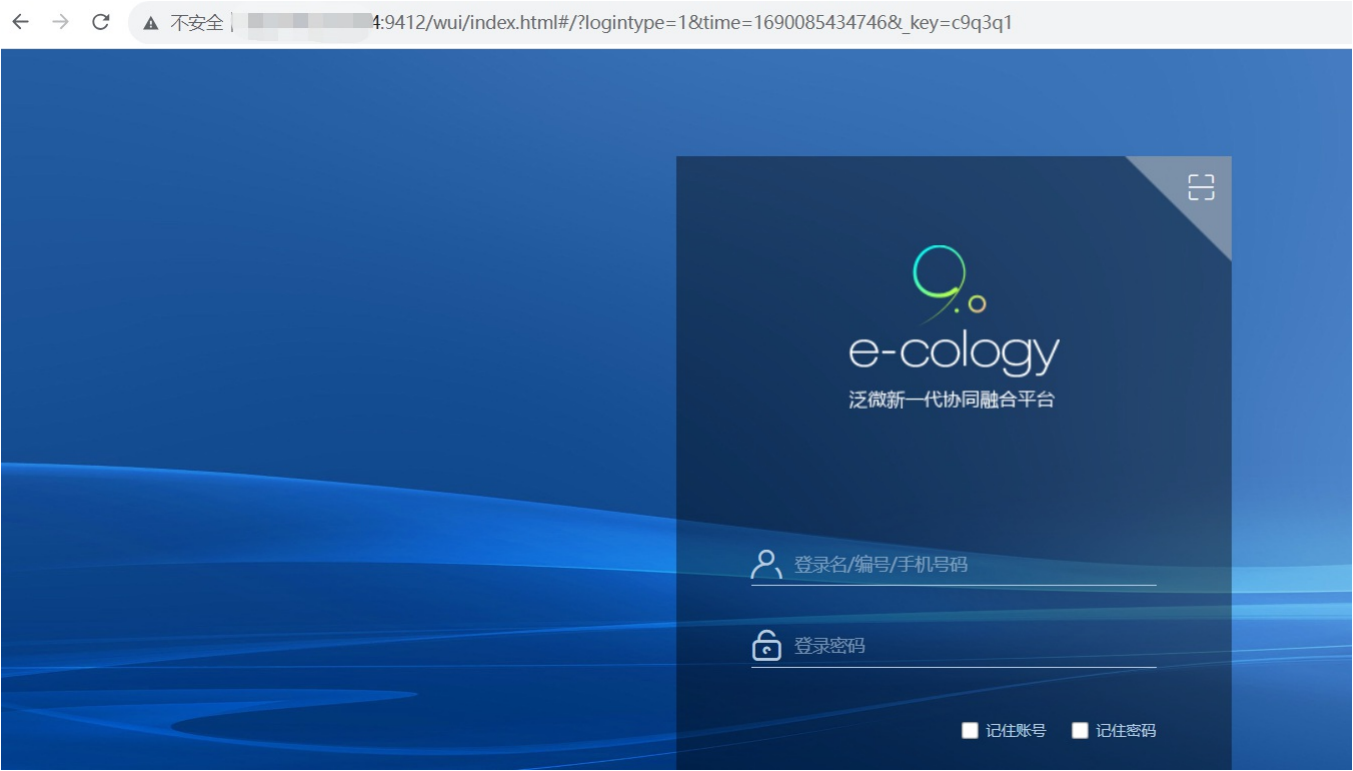 不安全
4:9412/wui/index.html#/?logintype=1&time=1690085434746&_key=c9q3q1
e-cology
泛微新一代协同融合平台
登录名/编号/手机号码
登录密码
记住账号 记住密码